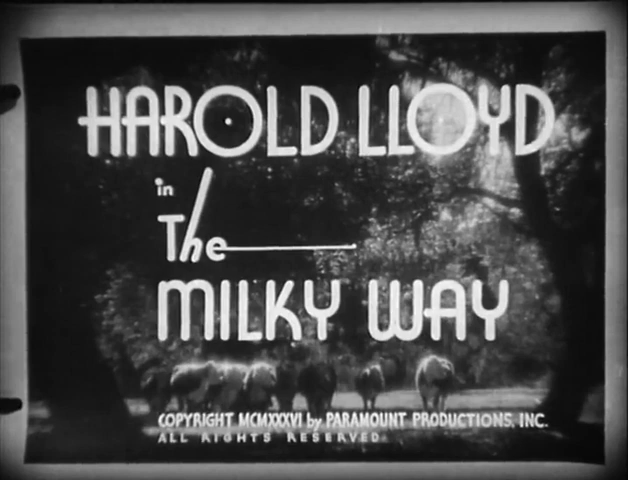 HAROLD LLOYD
in
The
MILKY WAY
COPYRIGHT MCMXXXVI by PARAMOUNT PRODUCTIONS, INC.
ALL RIGHTS RESERVED